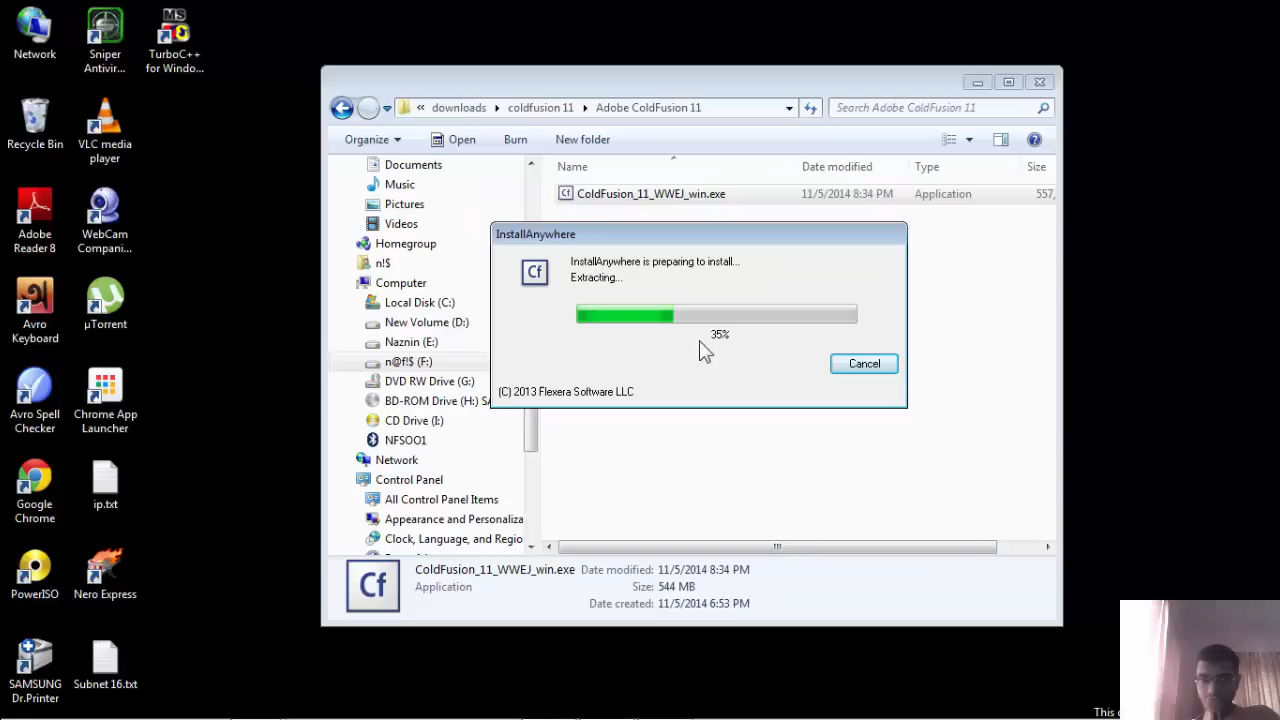 Network
Sniper
Antivir...
MS
TurboC++
for Windo...
Recycle Bin
VLC media
player
Adobe
Reader 8
WebCam
Compani...
Avro
Keyboard
µTorrent
Avro Spell
Checker
Chrome App
Launcher
Google
Chrome
ip.txt
PowerISO
Nero Express
SAMSUNG
Dr.Printer
Subnet 16.txt
« downloads coldfusion 11 Adobe ColdFusion 11
Search Adobe ColdFusion 11
Organize Open Burn New folder
Documents
Music
Pictures
Videos
Homegroup
n!$
Computer
Local Disk (C:)
New Volume (D:)
Naznin (E:)
n@f!$ (F:)
DVD RW Drive (G:)
BD-ROM Drive (H:) SA
CD Drive (I:)
NFSOO1
Network
Control Panel
All Control Panel Items
Appearance and Personaliza
Clock, Language, and Regio
Name Date modified Type Size
Cf ColdFusion_11_WWEJ_win.exe 11/5/2014 8:34 PM Application 557,
InstallAnywhere
Cf
InstallAnywhere is preparing to install...
Extracting...
35%
Cancel
(C) 2013 Flexera Software LLC
Cf
ColdFusion_11_WWEJ_win.exe Date modified: 11/5/2014 8:34 PM
Application Size: 544 MB
Date created: 11/5/2014 6:53 PM
This